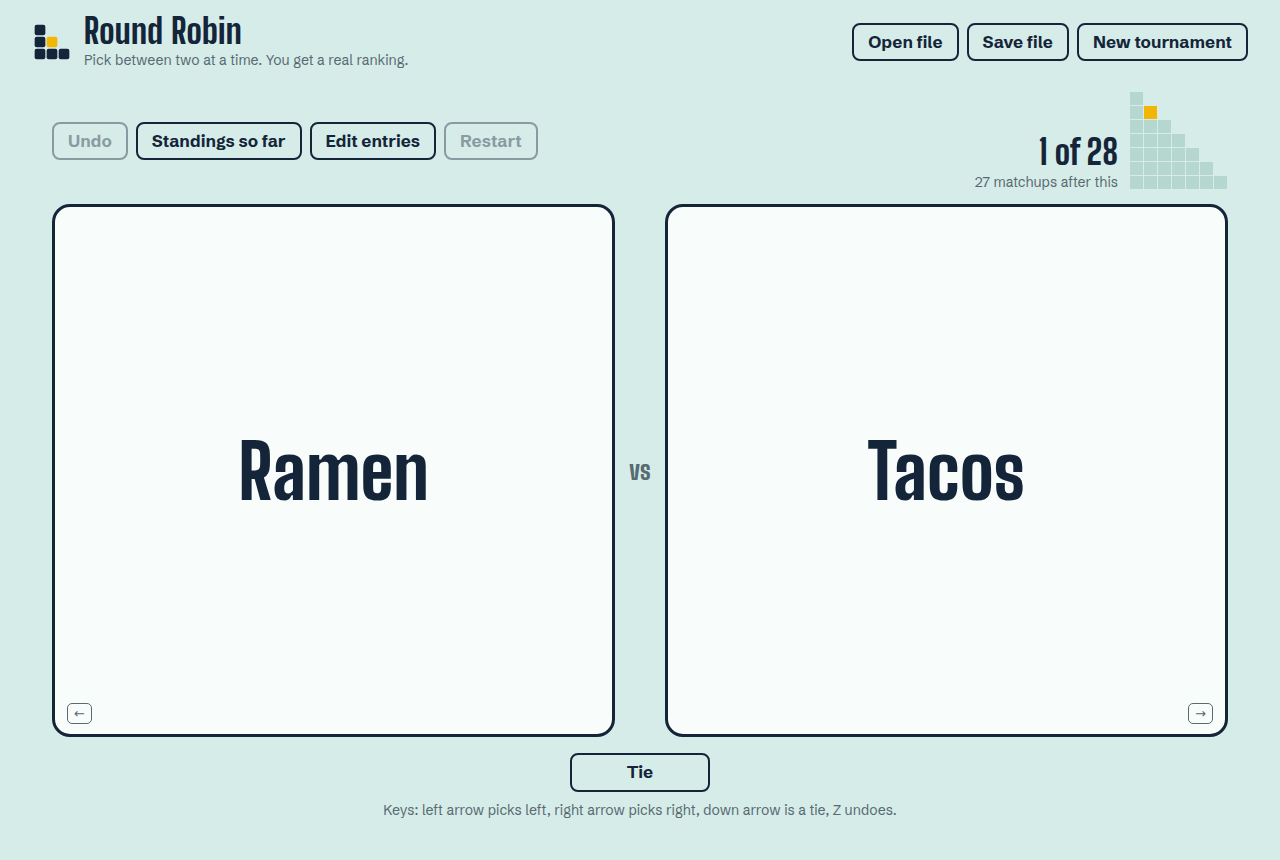 Round Robin
Pick between two at a time. You get a real ranking.
Open file
Save file
New tournament
Undo
Standings so far
Edit entries
Restart
1 of 28
27 matchups after this
Ramen
vs
Tacos
←
→
Tie
Keys: left arrow picks left, right arrow picks right, down arrow is a tie, Z undoes.